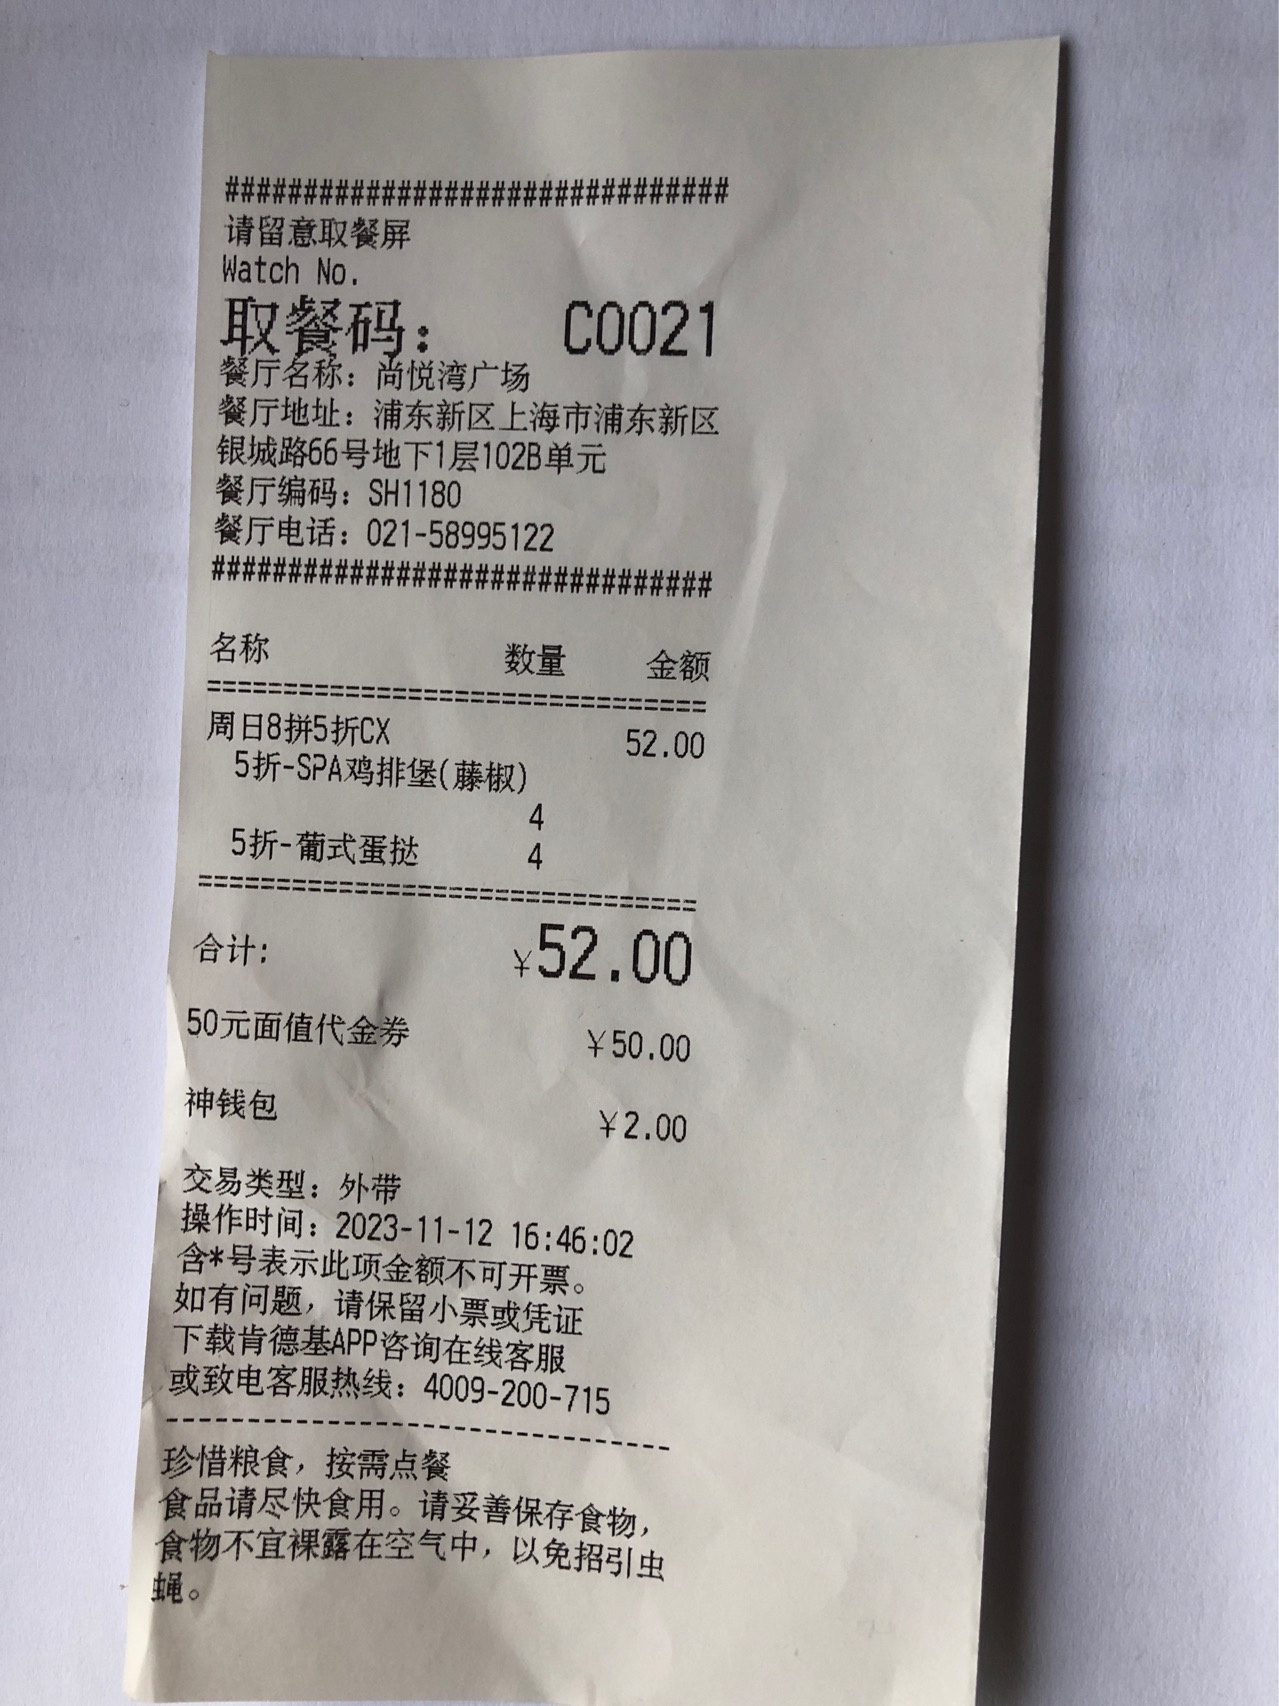 ################################
请留意取餐屏
Watch No.
取餐码： C0021
餐厅名称：尚悦湾广场
餐厅地址：浦东新区上海市浦东新区
银城路66号地下1层102B单元
餐厅编码：SH1180
餐厅电话：021-58995122
################################
名称 数量 金额
================================
周日8拼5折CX 52.00
5折-SPA鸡排堡(藤椒)
4
5折-葡式蛋挞 4
================================
合计: ¥52.00
50元面值代金券 ¥50.00
神钱包 ¥2.00
交易类型：外带
操作时间：2023-11-12 16:46:02
含*号表示此项金额不可开票。
如有问题，请保留小票或凭证
下载肯德基APP咨询在线客服
或致电客服热线：4009-200-715
--------------------------------
珍惜粮食，按需点餐
食品请尽快食用。请妥善保存食物，
食物不宜裸露在空气中，以免招引虫
蝇。